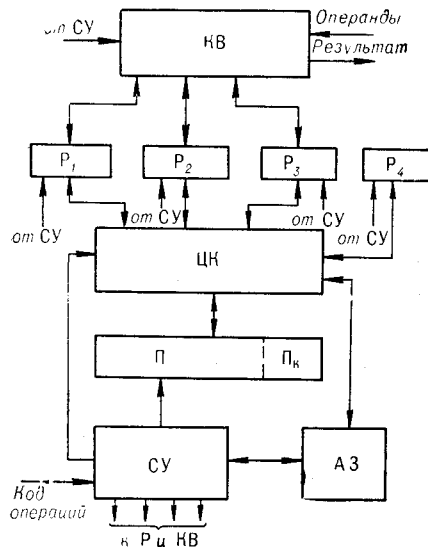 от СУ
Операнды
КВ
Результат
Р1
Р2
Р3
Р4
от СУ
от СУ
от СУ
от СУ
ЦК
П
Пк
СУ
АЗ
Код
операций
к Р и КВ